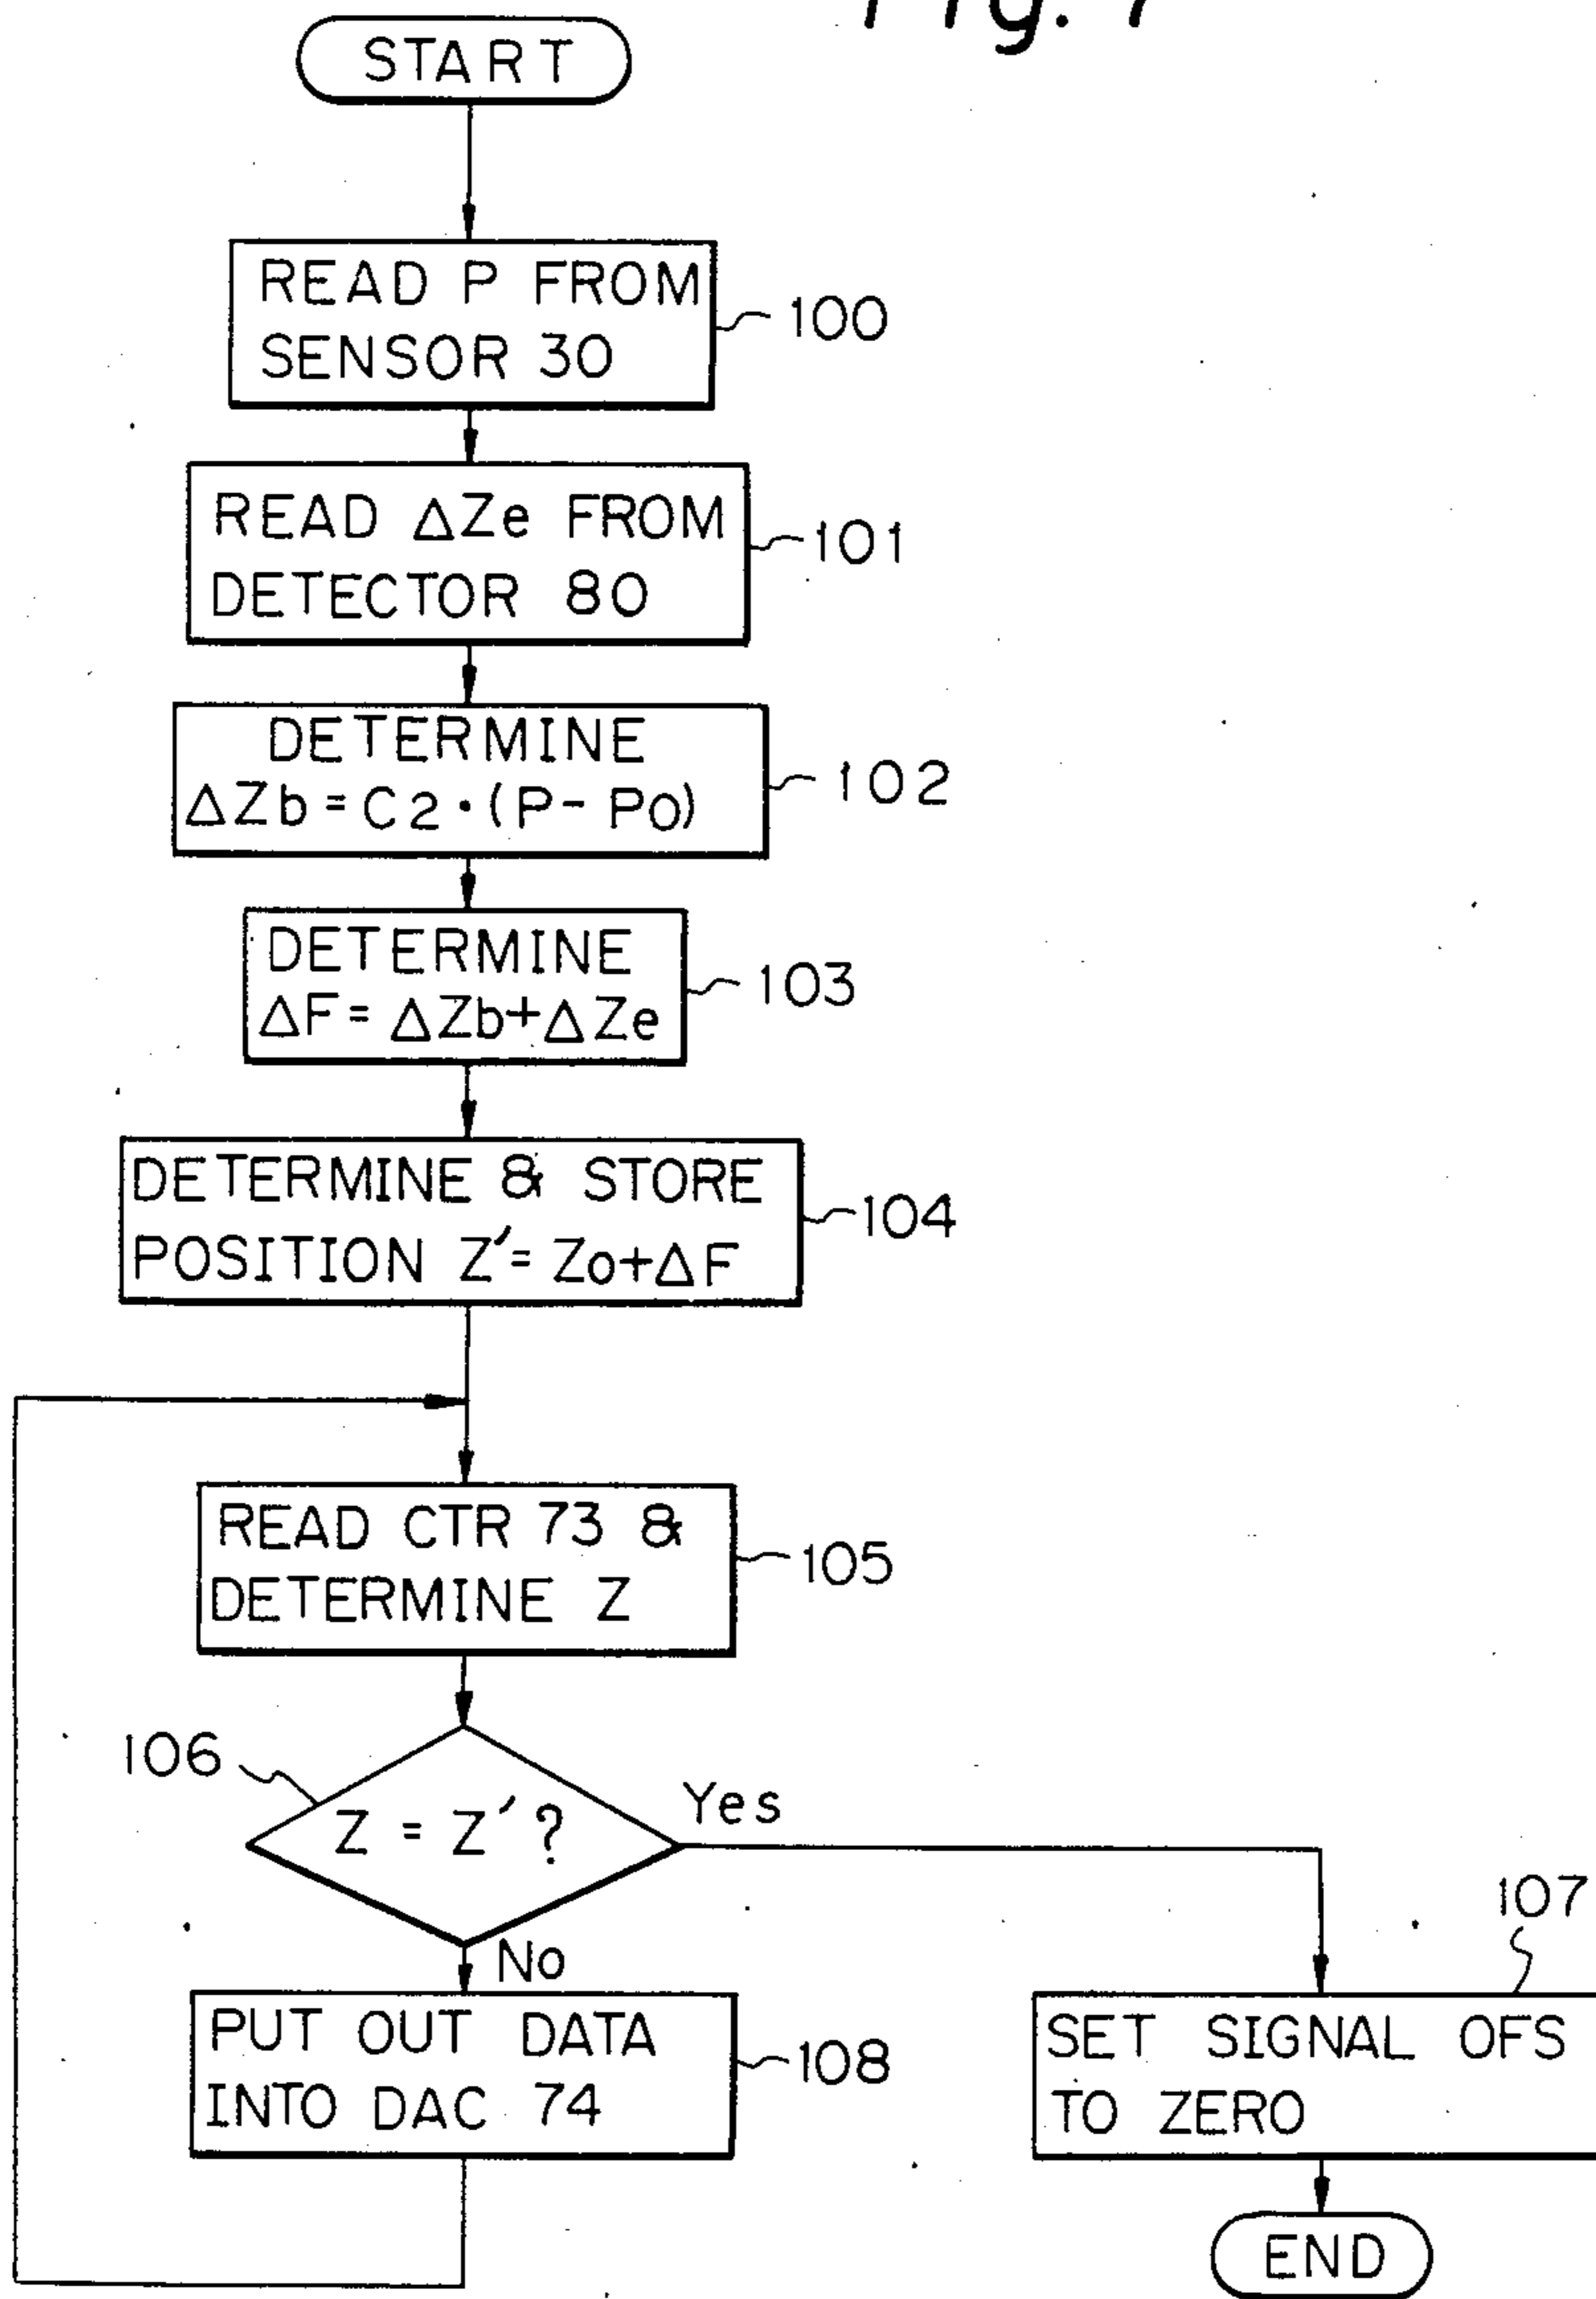 START
READ P FROM
SENSOR 30
100
READ ΔZe FROM
DETECTOR 80
101
DETERMINE
ΔZb = C2·(P-Po)
102
DETERMINE
ΔF = ΔZb+ΔZe
103
DETERMINE & STORE
POSITION Z' = Zo+ΔF
104
READ CTR 73 &
DETERMINE Z
105
106
Z = Z' ?
Yes
No
107
PUT OUT DATA
INTO DAC 74
108
SET SIGNAL OFS
TO ZERO
END